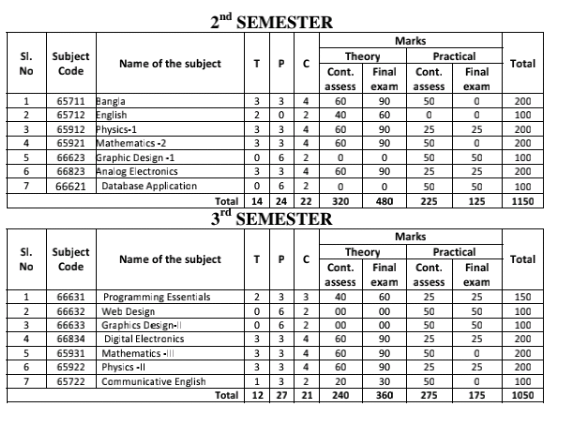 2nd SEMESTER
Sl. No Subject Code Name of the subject T P C Marks Total
Theory Practical
Cont. assess Final exam Cont. assess Final exam
1 65711 Bangla 3 3 4 60 90 50 0 200
2 65712 English 2 0 2 40 60 0 0 100
3 65912 Physics-1 3 3 4 60 90 25 25 200
4 65921 Mathematics -2 3 3 4 60 90 50 0 200
5 66623 Graphic Design -1 0 6 2 0 0 50 50 100
6 66823 Analog Electronics 3 3 4 60 90 25 25 200
7 66621 Database Application 0 6 2 0 0 50 50 100
Total 14 24 22 320 480 225 125 1150
3rd SEMESTER
Sl. No Subject Code Name of the subject T P C Marks Total
Theory Practical
Cont. assess Final exam Cont. assess Final exam
1 66631 Programming Essentials 2 3 3 40 60 25 25 150
2 66632 Web Design 0 6 2 00 00 50 50 100
3 66633 Graphics Design-II 0 6 2 00 00 50 50 100
4 66834 Digital Electronics 3 3 4 60 90 25 25 200
5 65931 Mathematics -III 3 3 4 60 90 50 0 200
6 65922 Physics -II 3 3 4 60 90 25 25 200
7 65722 Communicative English 1 3 2 20 30 50 0 100
Total 12 27 21 240 360 275 175 1050